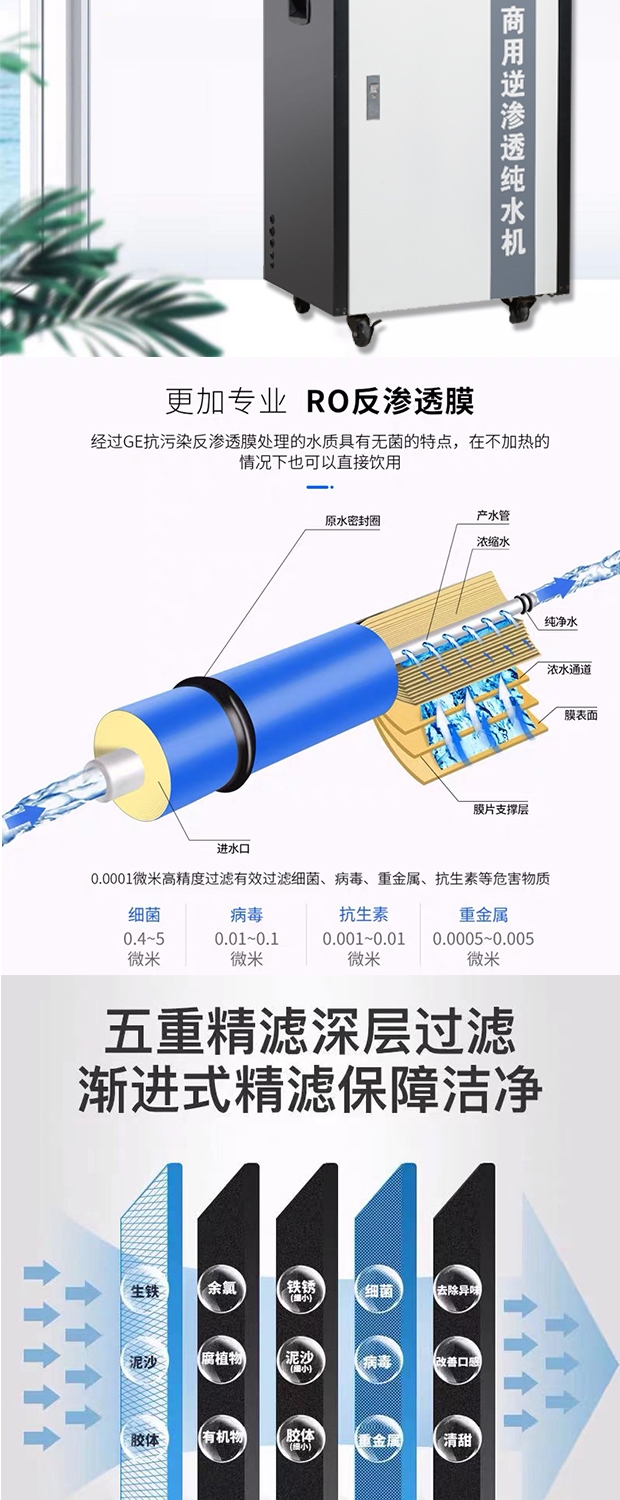 商用逆渗透纯水机
更加专业 RO反渗透膜
经过GE抗污染反渗透膜处理的水质具有无菌的特点，在不加热的
情况下也可以直接饮用
原水密封圈
产水管
浓缩水
纯净水
浓水通道
膜表面
膜片支撑层
进水口
0.0001微米高精度过滤有效过滤细菌、病毒、重金属、抗生素等危害物质
细菌 病毒 抗生素 重金属
0.4~5 0.01~0.1 0.001~0.01 0.0005~0.005
微米 微米 微米 微米
五重精滤深层过滤
渐进式精滤保障洁净
生铁 余氯 铁锈(细小) 细菌 去除异味
泥沙 腐植物 泥沙(细小) 病毒 改善口感
胶体 有机物 胶体(细小) 重金属 清甜